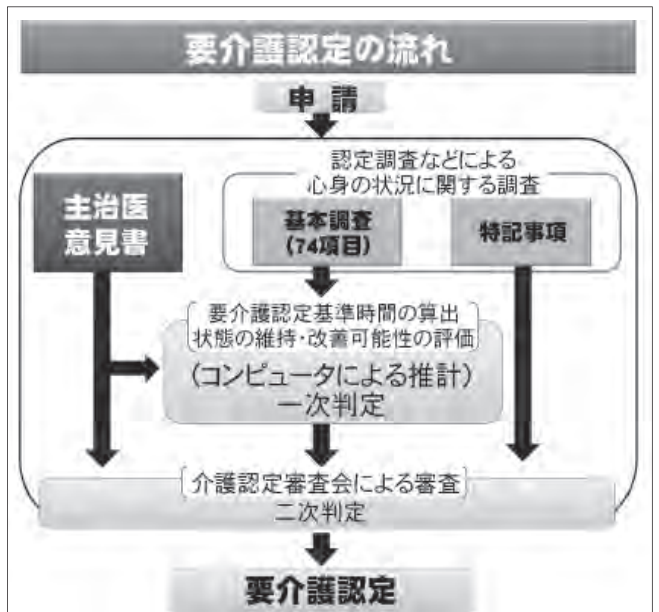 要介護認定の流れ
申請
認定調査などによる
心身の状況に関する調査
主治医
意見書
基本調査
(74項目)
特記事項
要介護認定基準時間の算出
状態の維持・改善可能性の評価
(コンピュータによる推計)
一次判定
介護認定審査会による審査
二次判定
要介護認定